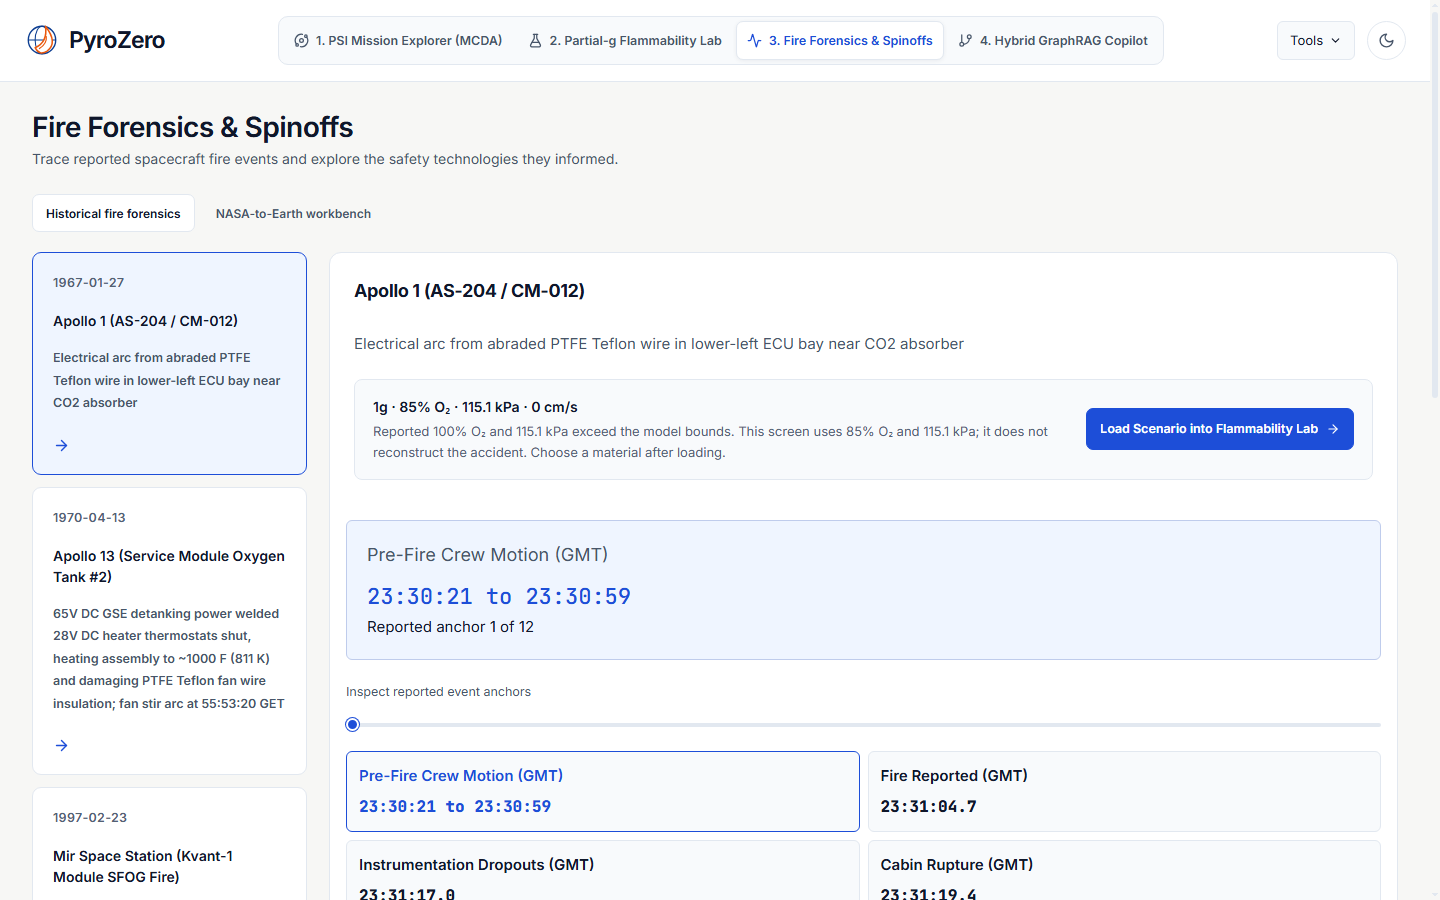 PyroZero
1. PSI Mission Explorer (MCDA)
2. Partial-g Flammability Lab
3. Fire Forensics & Spinoffs
4. Hybrid GraphRAG Copilot
Tools
Fire Forensics & Spinoffs
Trace reported spacecraft fire events and explore the safety technologies they informed.
Historical fire forensics
NASA-to-Earth workbench
1967-01-27
Apollo 1 (AS-204 / CM-012)
Electrical arc from abraded PTFE
Teflon wire in lower-left ECU bay near
CO2 absorber
1970-04-13
Apollo 13 (Service Module Oxygen
Tank #2)
65V DC GSE detanking power welded
28V DC heater thermostats shut,
heating assembly to ~1000 F (811 K)
and damaging PTFE Teflon fan wire
insulation; fan stir arc at 55:53:20 GET
1997-02-23
Mir Space Station (Kvant-1
Module SFOG Fire)
Apollo 1 (AS-204 / CM-012)
Electrical arc from abraded PTFE Teflon wire in lower-left ECU bay near CO2 absorber
1g · 85% O₂ · 115.1 kPa · 0 cm/s
Reported 100% O₂ and 115.1 kPa exceed the model bounds. This screen uses 85% O₂ and 115.1 kPa; it does not
reconstruct the accident. Choose a material after loading.
Load Scenario into Flammability Lab
Pre-Fire Crew Motion (GMT)
23:30:21 to 23:30:59
Reported anchor 1 of 12
Inspect reported event anchors
Pre-Fire Crew Motion (GMT)
23:30:21 to 23:30:59
Fire Reported (GMT)
23:31:04.7
Instrumentation Dropouts (GMT)
23:31:17.0
Cabin Rupture (GMT)
23:31:19.4